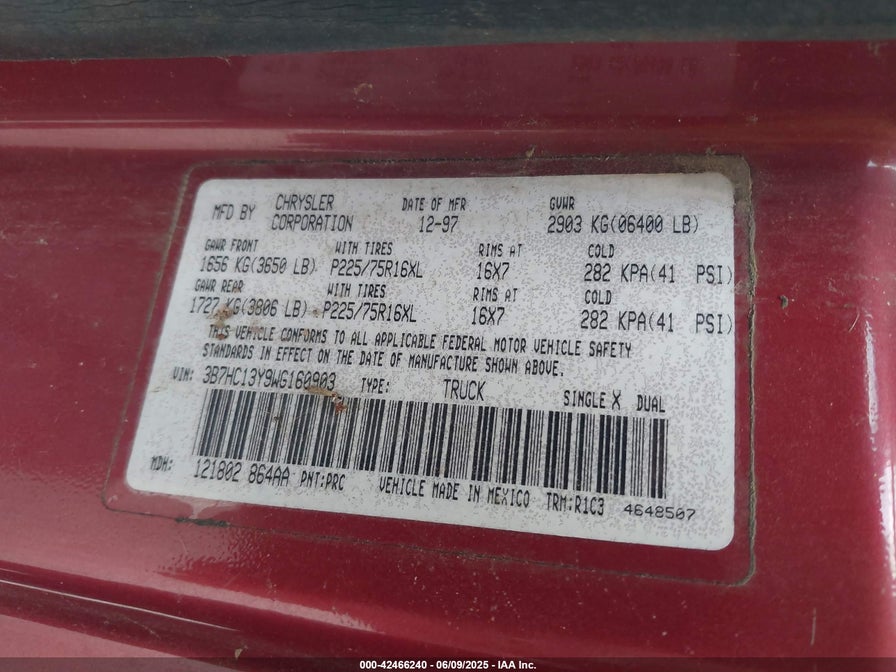 MFD BY CHRYSLER CORPORATION DATE OF MFR 12-97 GVWR 2903 KG(06400 LB)
GAWR FRONT WITH TIRES RIMS AT COLD
1656 KG(3650 LB) P225/75R16XL 16X7 282 KPA(41 PSI)
GAWR REAR WITH TIRES RIMS AT COLD
1727 KG(3806 LB) P225/75R16XL 16X7 282 KPA(41 PSI)
THIS VEHICLE CONFORMS TO ALL APPLICABLE FEDERAL MOTOR VEHICLE SAFETY
STANDARDS IN EFFECT ON THE DATE OF MANUFACTURE SHOWN ABOVE.
VIN: 3B7HC13Y9WG160903 TYPE: TRUCK SINGLE X DUAL
MDH: 121802 864AA PNT:PRC VEHICLE MADE IN MEXICO TRM:R1C3 4648507
000-42466240 - 06/09/2025 - IAA Inc.